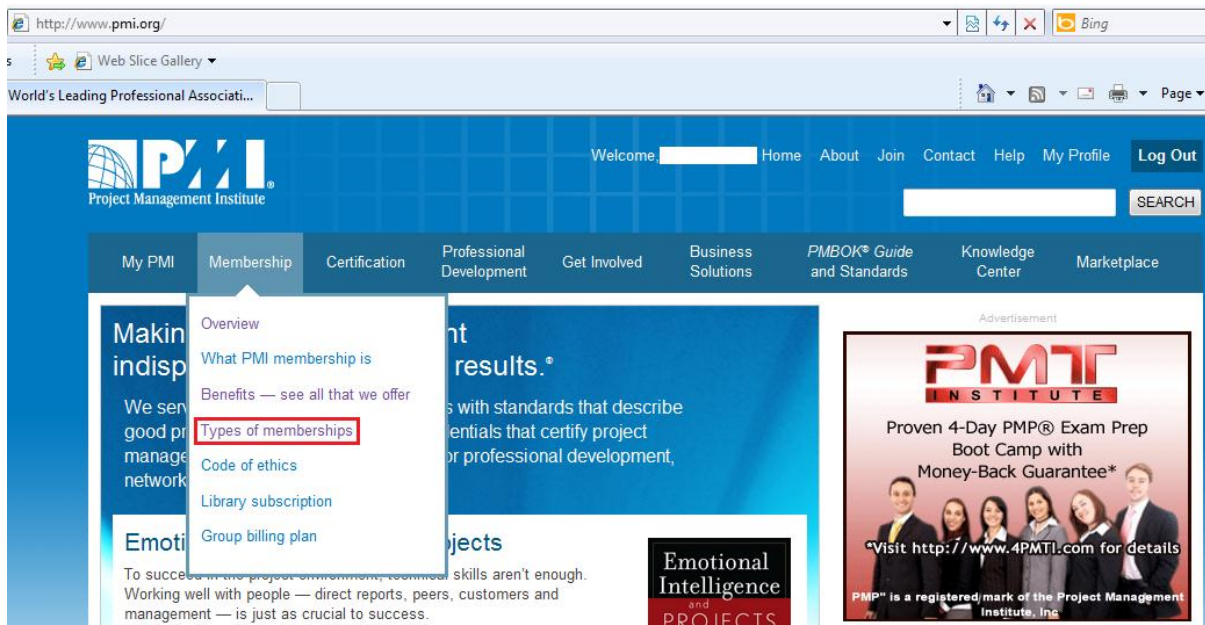 http://www.pmi.org/
Bing
s
Web Slice Gallery
World's Leading Professional Associati...
Page
PMI
Project Management Institute
Welcome,
Home About Join Contact Help My Profile Log Out
SEARCH
My PMI
Membership
Certification
Professional
Development
Get Involved
Business
Solutions
PMBOK® Guide
and Standards
Knowledge
Center
Marketplace
Overview
What PMI membership is
Benefits — see all that we offer
Types of memberships
Code of ethics
Library subscription
Group billing plan
Makin nt
indisp results.®
We serv s with standards that describe
good pr dentials that certify project
manage or professional development,
network
Emoti ojects
To succeed in the project environment, technical skills aren't enough.
Working well with people — direct reports, peers, customers and
management — is just as crucial to success.
Emotional
Intelligence
and
PROJECTS
Advertisement
PMTI
INSTITUTE
Proven 4-Day PMP® Exam Prep
Boot Camp with
Money-Back Guarantee*
*Visit http://www.4PMTI.com for details
PMP" is a registered mark of the Project Management
Institute, Inc